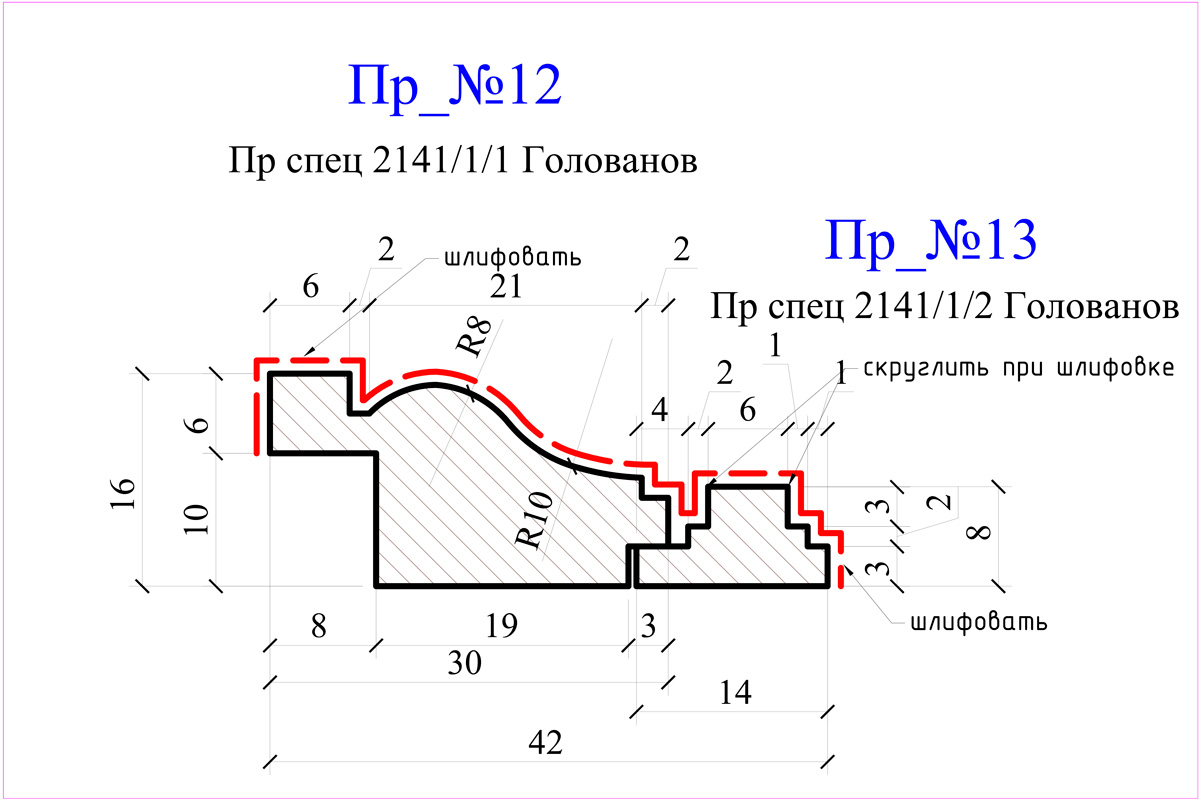 Пр_№12
Пр спец 2141/1/1 Голованов
Пр_№13
Пр спец 2141/1/2 Голованов
2
шлифовать
2
6
21
R8
1
скруглить при шлифовке
2
1
4
6
6
16
10
R10
3
2
8
3
шлифовать
8
19
3
30
14
42